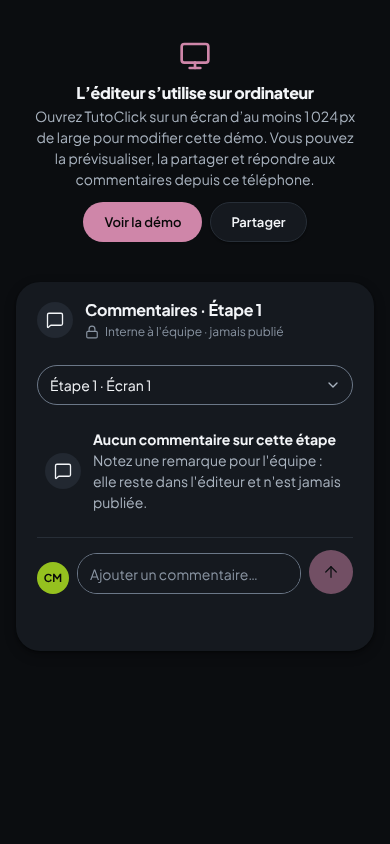 L’éditeur s’utilise sur ordinateur
Ouvrez TutoClick sur un écran d’au moins 1 024 px
de large pour modifier cette démo. Vous pouvez
la prévisualiser, la partager et répondre aux
commentaires depuis ce téléphone.
Voir la démo
Partager
Commentaires · Étape 1
Interne à l'équipe · jamais publié
Étape 1 · Écran 1
Aucun commentaire sur cette étape
Notez une remarque pour l'équipe :
elle reste dans l'éditeur et n'est jamais
publiée.
CM
Ajouter un commentaire…